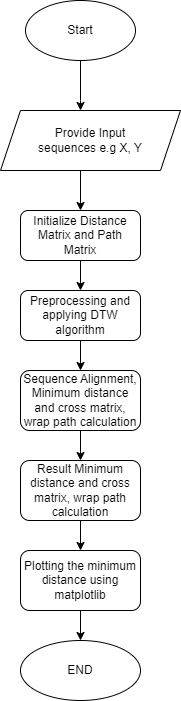 Start
Provide Input
sequences e.g X, Y
Initialize Distance
Matrix and Path
Matrix
Preprocessing and
applying DTW
algorithm
Sequence Alignment,
Minimum distance
and cross matrix,
wrap path calculation
Result Minimum
distance and cross
matrix, wrap path
calculation
Plotting the minimum
distance using
matplotlib
END